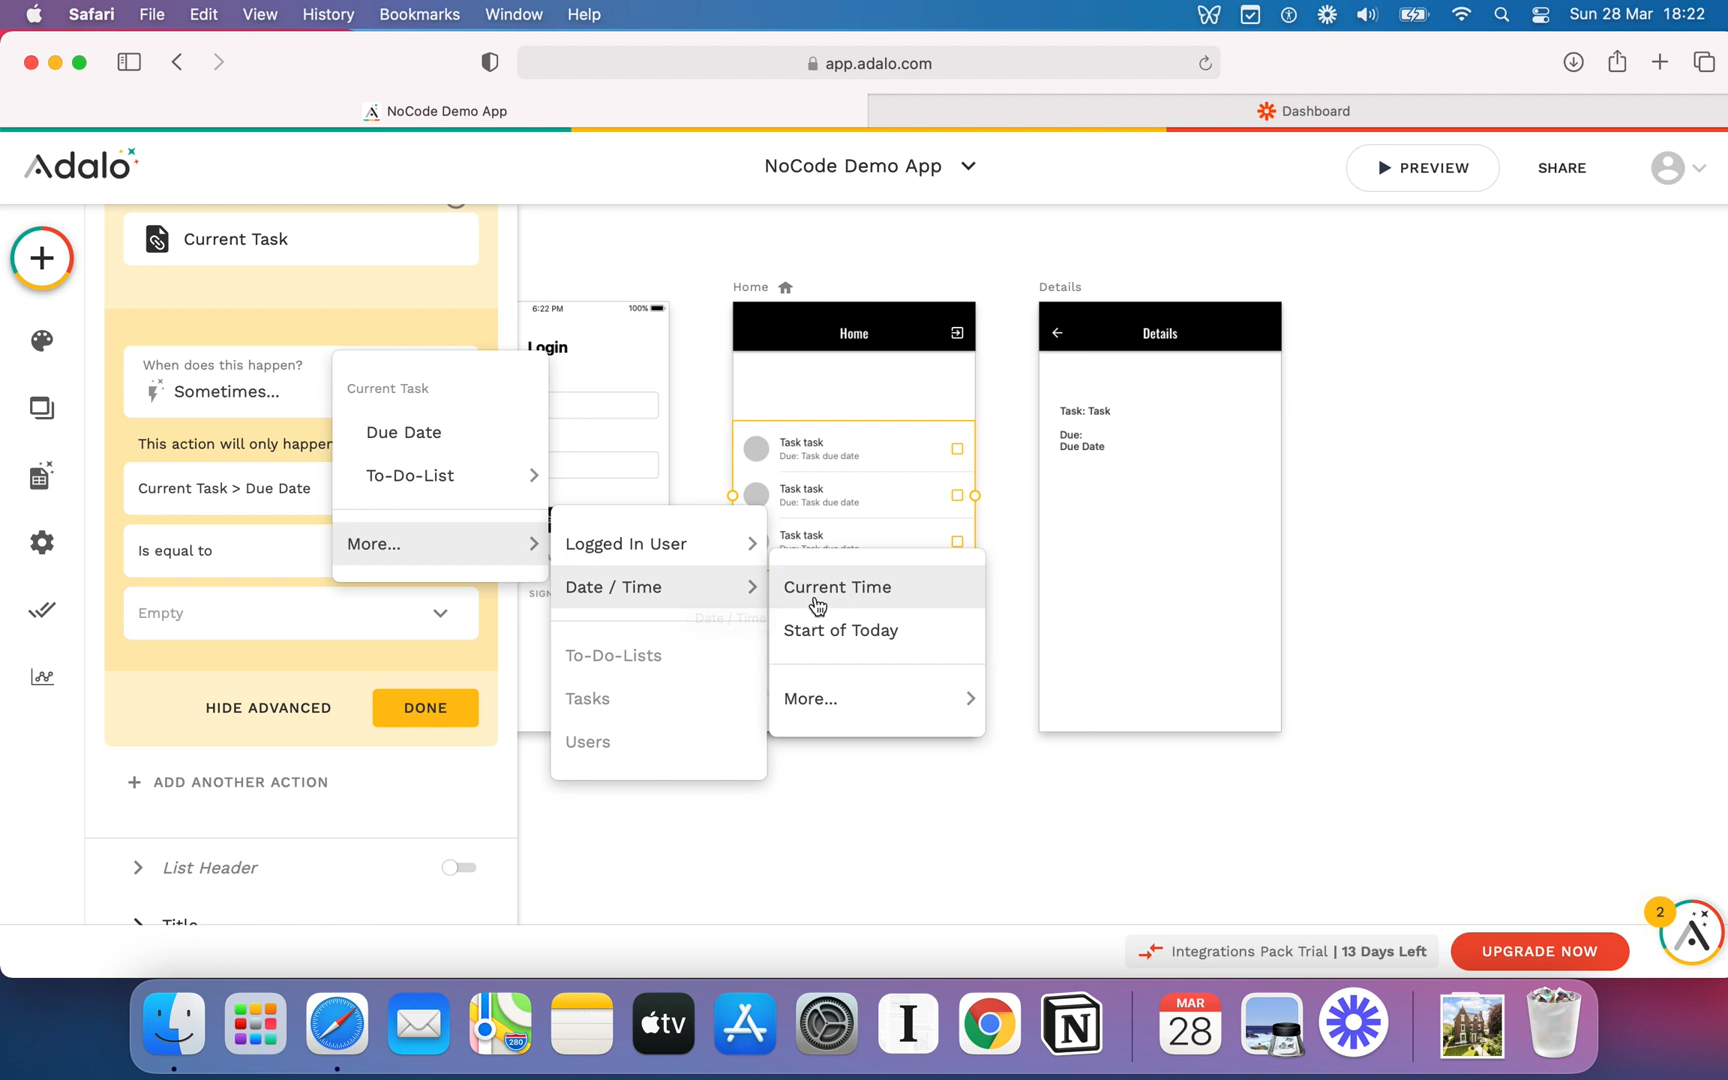 Safari File Edit View History Bookmarks Window Help
Sun 28 Mar 18:22
app.adalo.com
NoCode Demo App
Dashboard
Adalo
NoCode Demo App
PREVIEW
SHARE
Current Task
When does this happen?
Sometimes...
This action will only happen
Current Task > Due Date
Is equal to
Empty
HIDE ADVANCED
DONE
+ ADD ANOTHER ACTION
List Header
Title
Current Task
Due Date
To-Do-List
More...
Logged In User
Date / Time
To-Do-Lists
Tasks
Users
Date / Time
Current Time
Start of Today
More...
6:22 PM
100%
Login
SIGN
Home
Home
Task task
Due: Task due date
Task task
Due: Task due date
Task task
Details
Details
Task: Task
Due:
Due Date
2
Integrations Pack Trial | 13 Days Left
UPGRADE NOW
280
tv
MAR
28